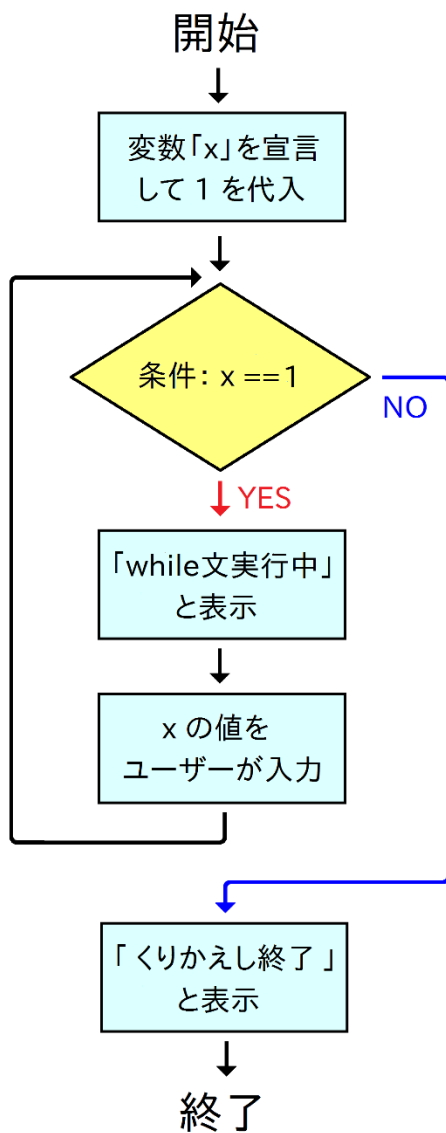 開始
変数「x」を宣言
して 1 を代入
条件: x ==1
NO
YES
「while文実行中」
と表示
x の値を
ユーザーが入力
「くりかえし終了」
と表示
終了